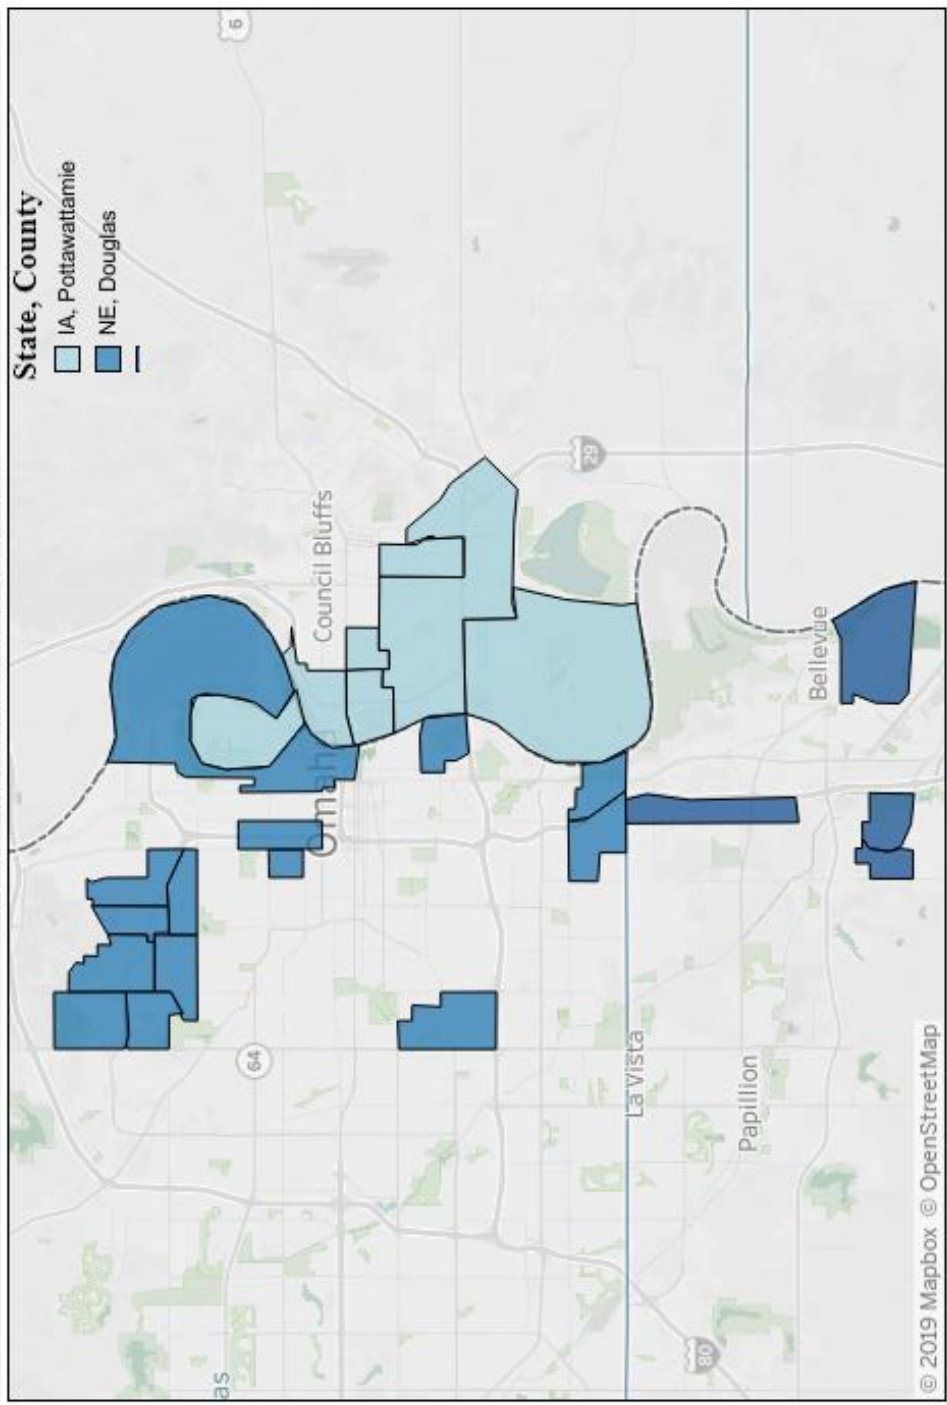 State, County
IA, Pottawattamie
NE, Douglas
6
29
Council Bluffs
Omaha
Bellevue
64
La Vista
Papillion
80
as
© 2019 Mapbox © OpenStreetMap